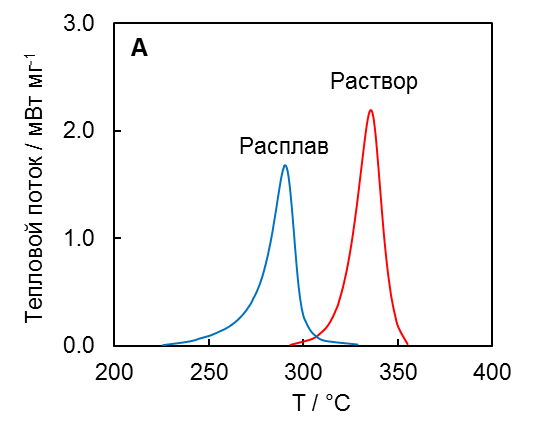 3.0
A
Раствор
2.0
Расплав
1.0
0.0
200 250 300 350 400
T / °C
Тепловой поток / мВт мг-1